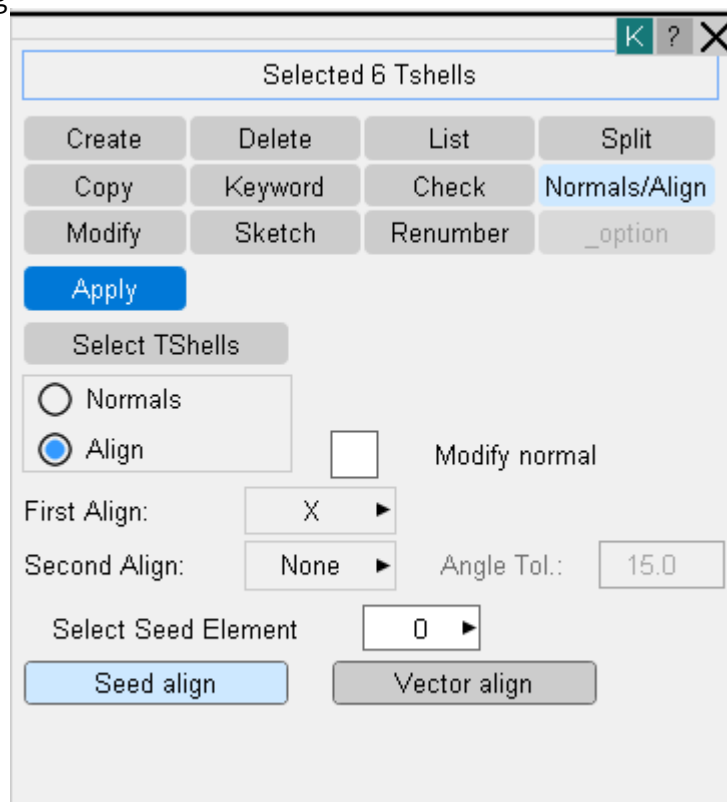 K ?
Selected 6 Tshells
Create Delete List Split
Copy Keyword Check Normals/Align
Modify Sketch Renumber _option
Apply
Select TShells
Normals
Align Modify normal
First Align: X
Second Align: None Angle Tol.: 15.0
Select Seed Element 0
Seed align Vector align